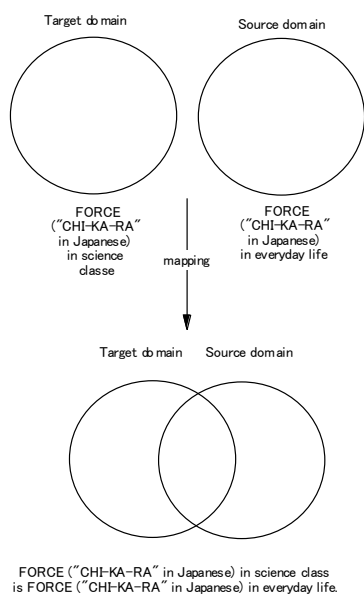 Target domain
Source domain
FORCE
("CHI-KA-RA"
in Japanese)
in science
classe
FORCE
("CHI-KA-RA"
in Japanese)
in everyday life
mapping
Target domain
Source domain
FORCE ("CHI-KA-RA" in Japanese) in science class
is FORCE ("CHI-KA-RA" in Japanese) in everyday life.